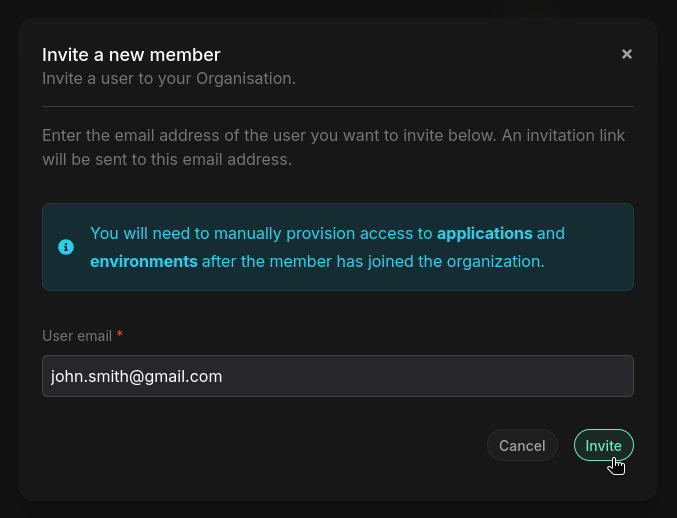 Invite a new member
Invite a user to your Organisation.
Enter the email address of the user you want to invite below. An invitation link
will be sent to this email address.
You will need to manually provision access to applications and
environments after the member has joined the organization.
User email *
john.smith@gmail.com
Cancel
Invite